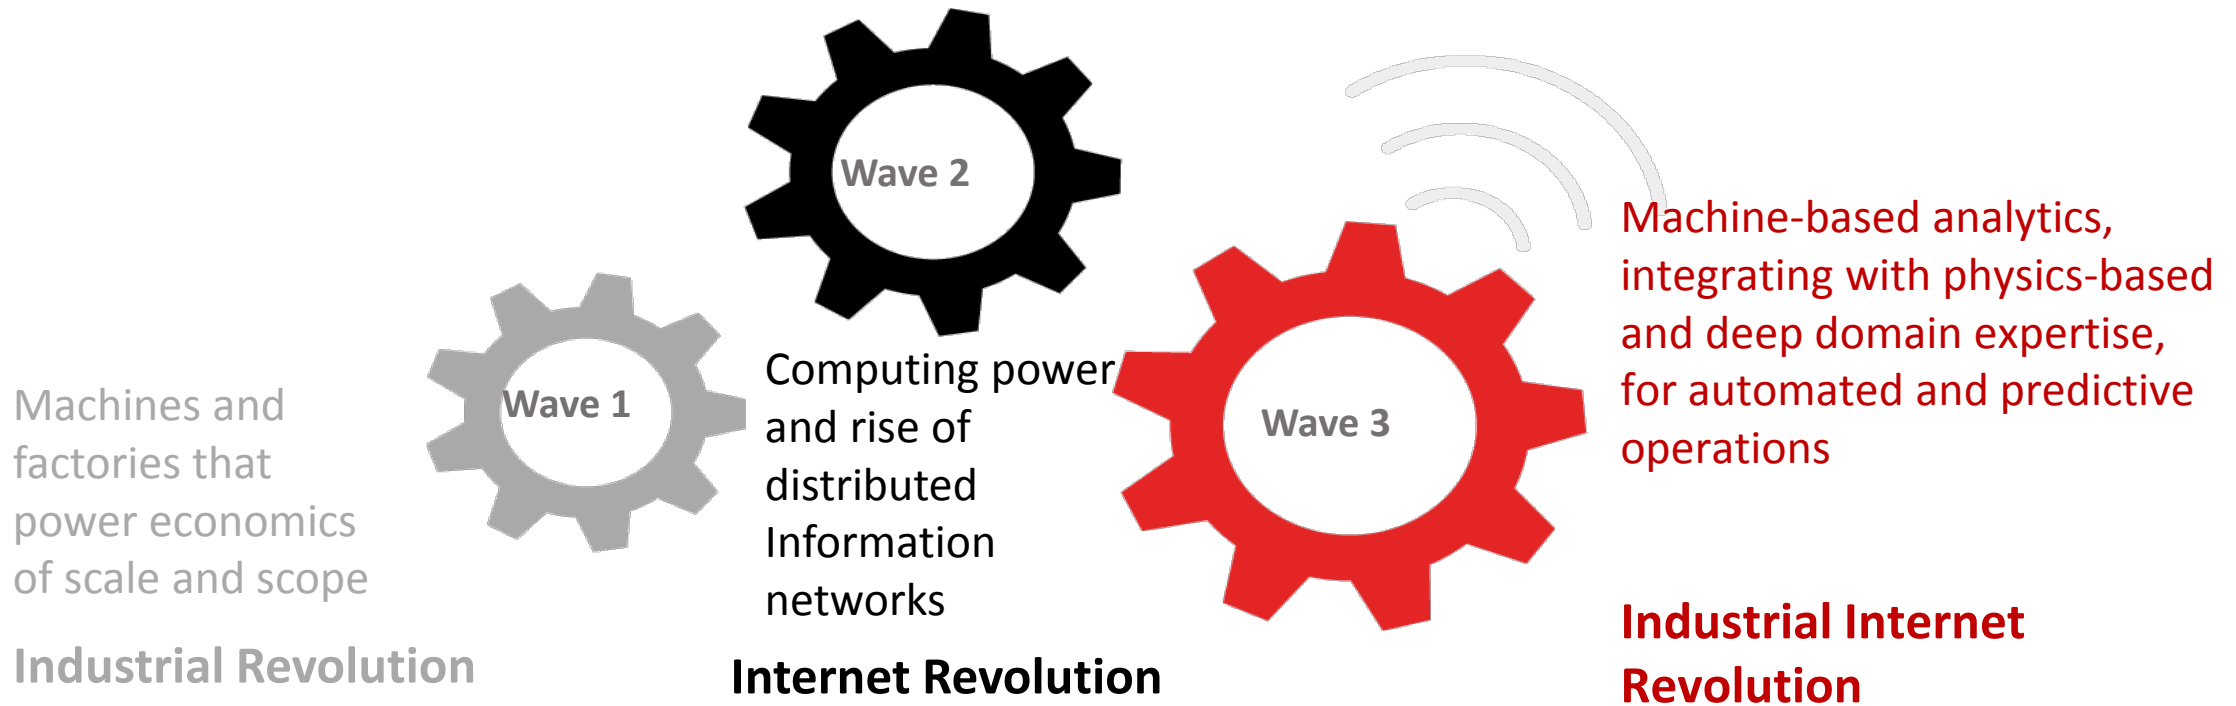 Wave 1
Machines and
factories that
power economics
of scale and scope
Industrial Revolution
Wave 2
Computing power
and rise of
distributed
Information
networks
Internet Revolution
Wave 3
Machine-based analytics,
integrating with physics-based
and deep domain expertise,
for automated and predictive
operations
Industrial Internet
Revolution